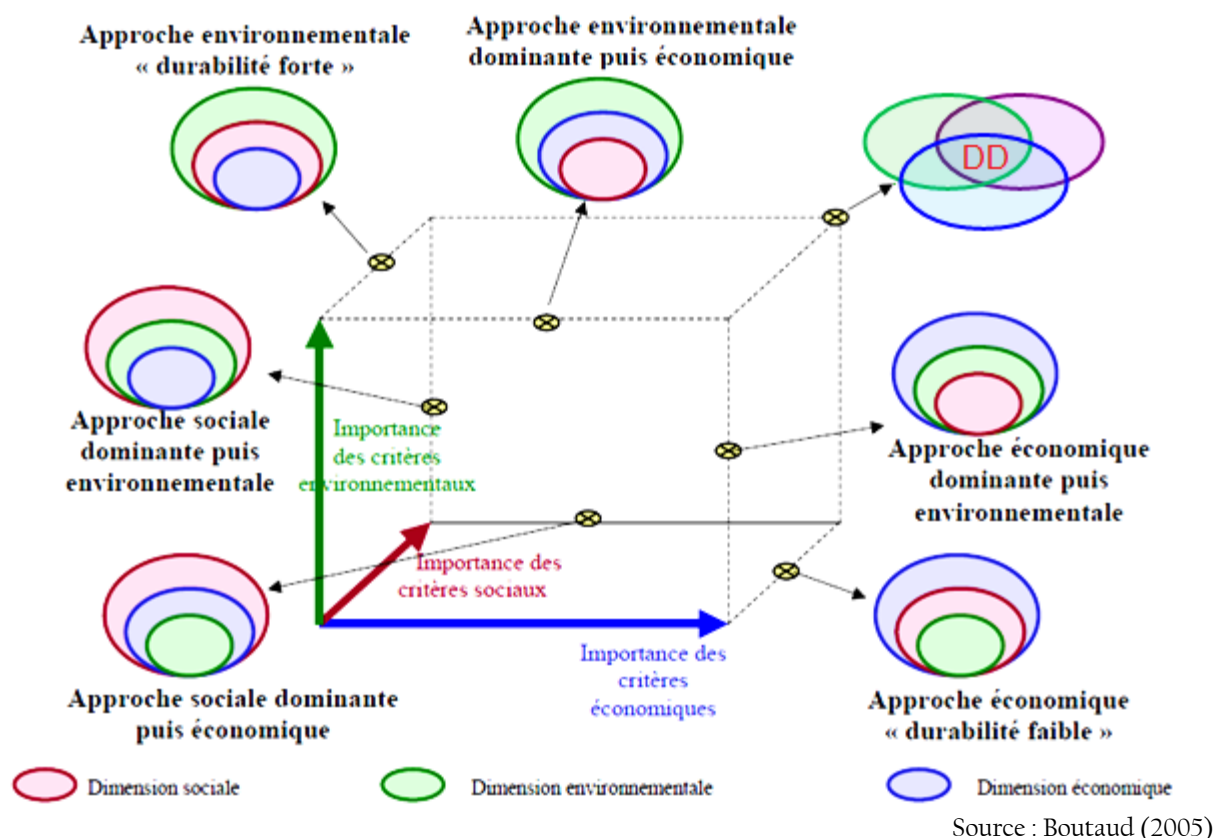 Approche environnementale
« durabilité forte »
Approche environnementale
dominante puis économique
DD
Approche sociale
dominante puis
environnementale
Importance
des critères
environnementaux
Approche économique
dominante puis
environnementale
Importance des
critères sociaux
Importance des
critères
économiques
Approche sociale dominante
puis économique
Approche économique
« durabilité faible »
Dimension sociale
Dimension environnementale
Dimension économique
Source : Boutaud (2005)